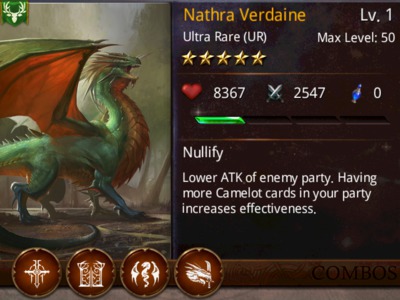 Nathra Verdaine Lv. 1
Ultra Rare (UR) Max Level: 50
8367 2547 0
Nullify
Lower ATK of enemy party. Having
more Camelot cards in your party
increases effectiveness.
COMBOS